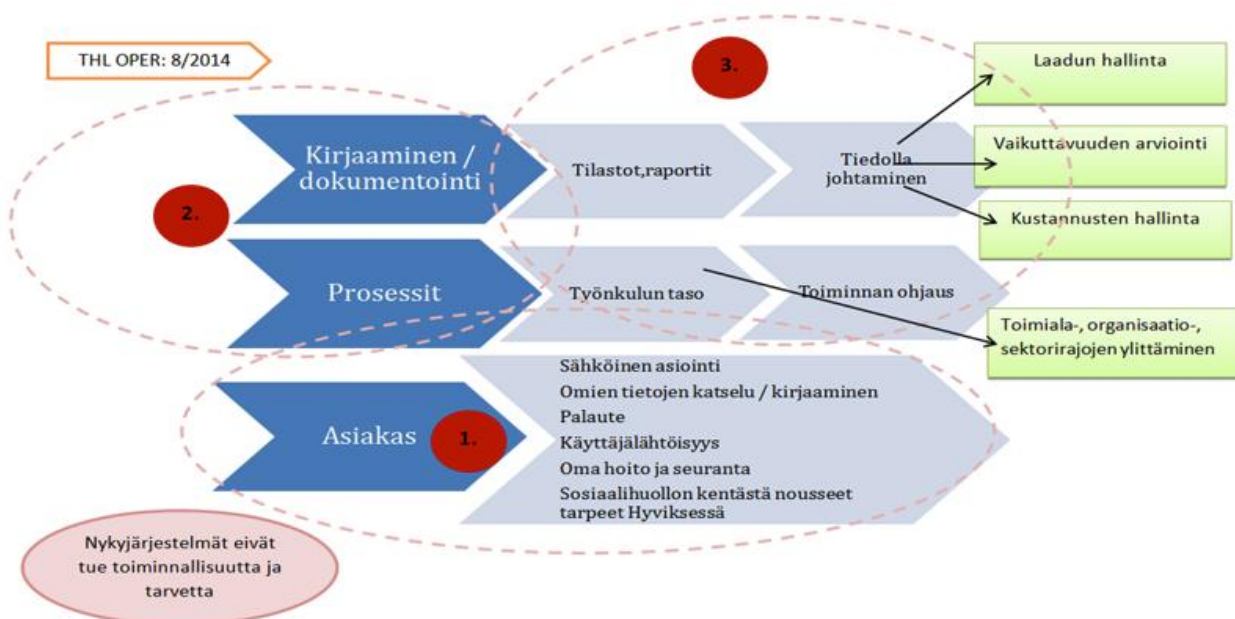 THL OPER: 8/2014
3.
Laadun hallinta
Kirjaaminen /
dokumentointi
Tilastot,raportit
Tiedolla
johtaminen
Vaikuttavuuden arviointi
2.
Kustannusten hallinta
Prosessit
Työnkulun taso
Toiminnan ohjaus
Toimiala-, organisaatio-,
sektorirajojen ylittäminen
Asiakas
1.
Sähköinen asiointi
Omien tietojen katselu / kirjaaminen
Palaute
Käyttäjälähtöisyys
Oma hoito ja seuranta
Sosiaalihuollon kentästä nousseet
tarpeet Hyviksessä
Nykyjärjestelmät eivät
tue toiminnallisuutta ja
tarvetta